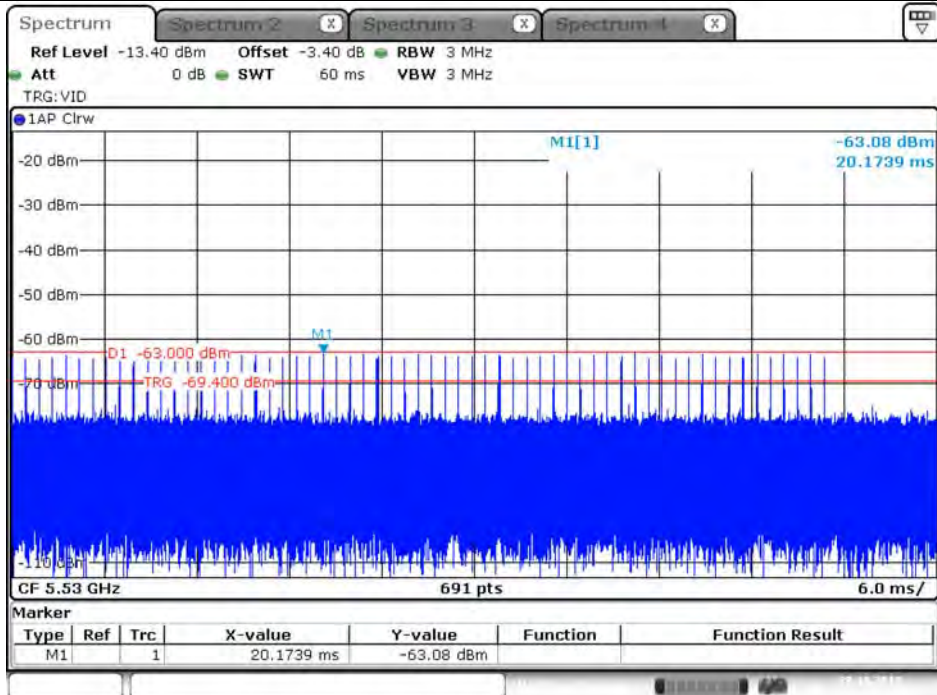 Spectrum Spectrum 2 X Spectrum 3 X Spectrum 4 X
Ref Level -13.40 dBm Offset -3.40 dB RBW 3 MHz
Att 0 dB SWT 60 ms VBW 3 MHz
TRG:VID
1AP Clrw
M1[1] -63.08 dBm
20.1739 ms
-20 dBm
-30 dBm
-40 dBm
-50 dBm
-60 dBm
M1
D1 -63.000 dBm
-70 dBm
TRG -69.400 dBm
-110 dBm
CF 5.53 GHz 691 pts 6.0 ms/
Marker
Type Ref Trc X-value Y-value Function Function Result
M1 1 20.1739 ms -63.08 dBm